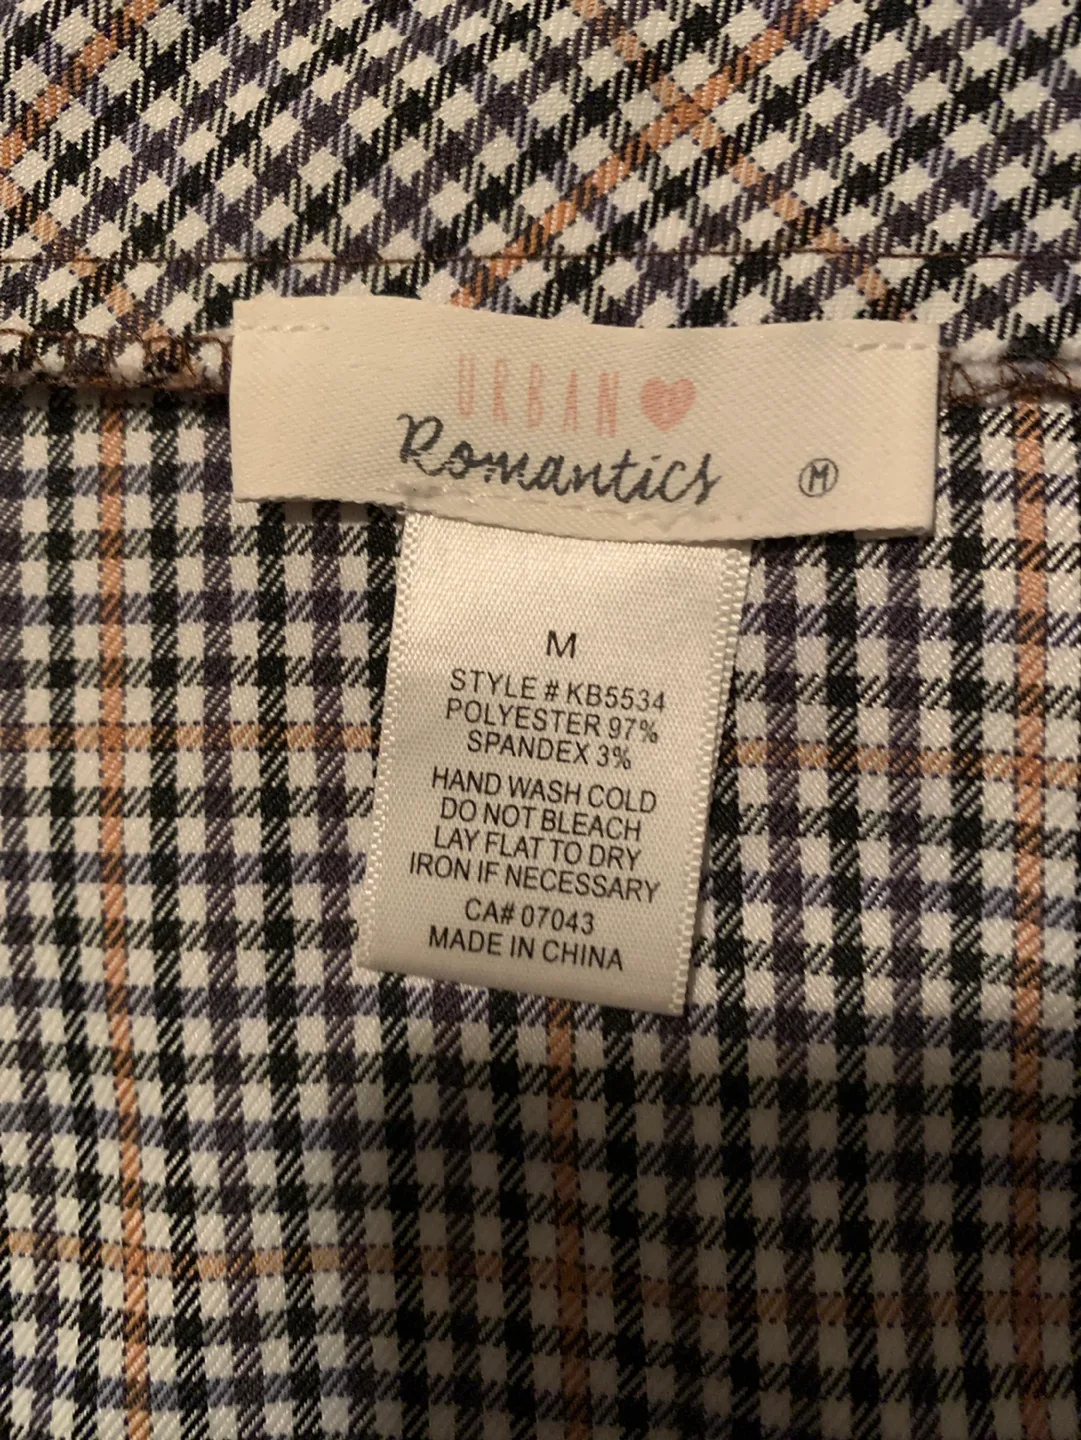 URBAN
Romantics
M
M
STYLE # KB5534
POLYESTER 97%
SPANDEX 3%
HAND WASH COLD
DO NOT BLEACH
LAY FLAT TO DRY
IRON IF NECESSARY
CA# 07043
MADE IN CHINA